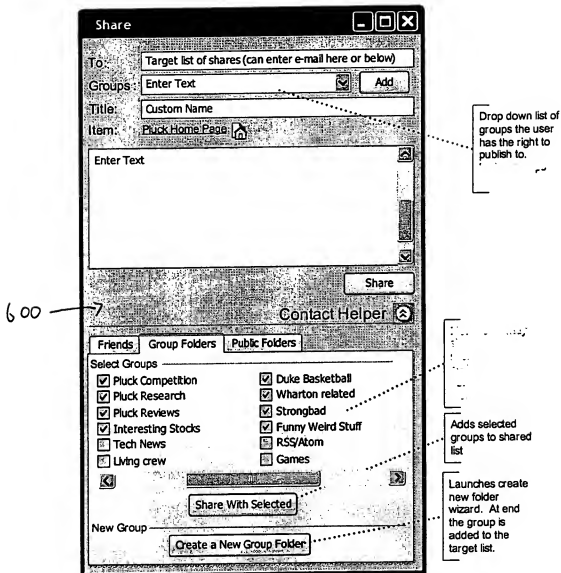 Share
To: Target list of shares (can enter e-mail here or below)
Groups: Enter Text Add
Title: Custom Name
Item: Pluck Home Page
Enter Text
Share
Contact Helper
Friends Group Folders Public Folders
Select Groups
Pluck Competition Duke Basketball
Pluck Research Wharton related
Pluck Reviews Strongbad
Interesting Stocks Funny Weird Stuff
Tech News RSS/Atom
Living crew Games
Share With Selected
New Group
Create a New Group Folder
600
Drop down list of
groups the user
has the right to
publish to.
Adds selected
groups to shared
list
Launches create
new folder
wizard. At end
the group is
added to the
target list.